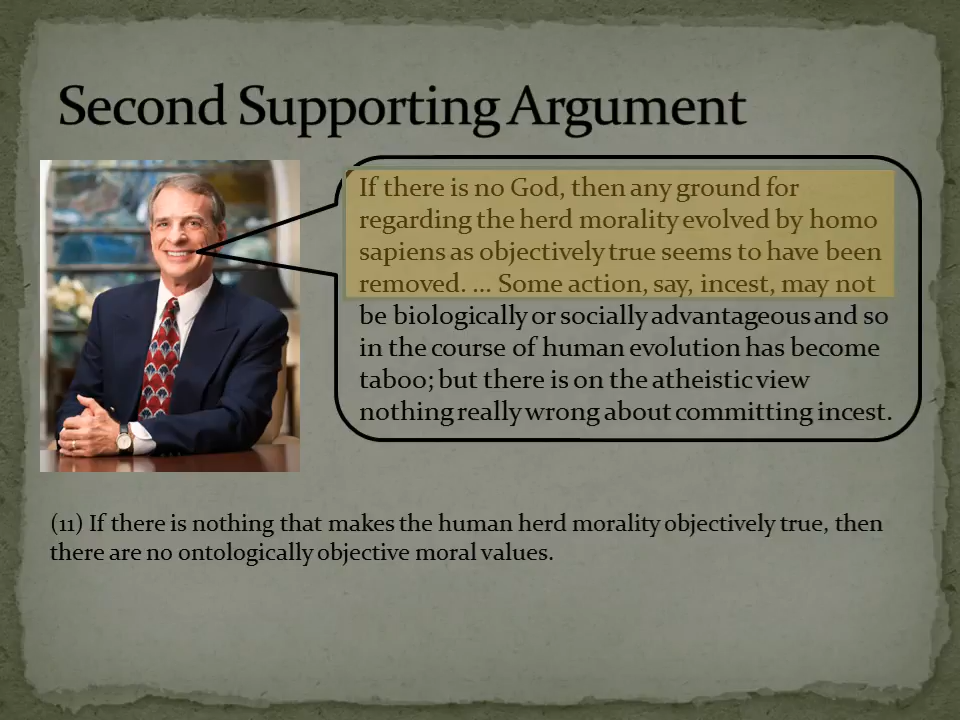 Second Supporting Argument
If there is no God, then any ground for
regarding the herd morality evolved by homo
sapiens as objectively true seems to have been
removed. ... Some action, say, incest, may not
be biologically or socially advantageous and so
in the course of human evolution has become
taboo; but there is on the atheistic view
nothing really wrong about committing incest.
(11) If there is nothing that makes the human herd morality objectively true, then
there are no ontologically objective moral values.